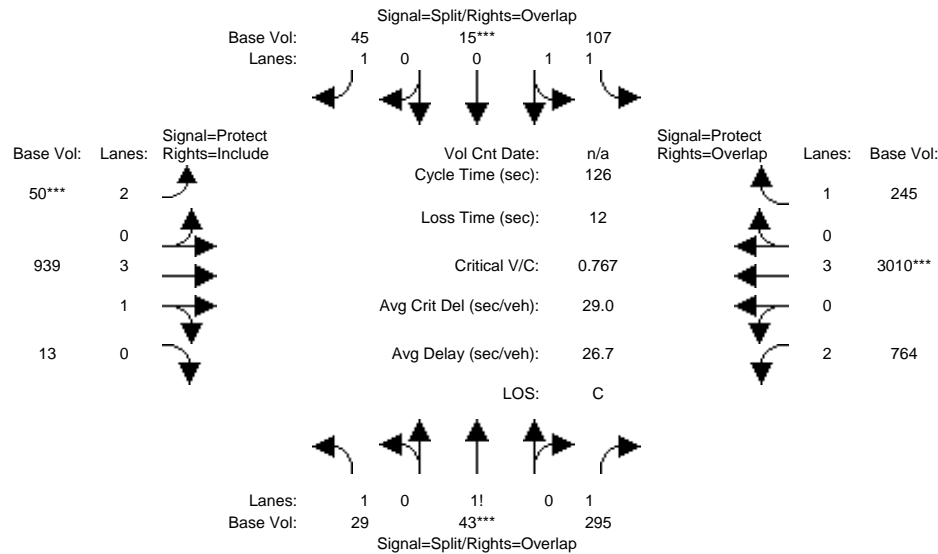 Signal=Split/Rights=Overlap
Base Vol: 45 15*** 107
Lanes: 1 0 0 1 1
Signal=Protect Signal=Protect
Base Vol: Lanes: Rights=Include Vol Cnt Date: n/a Rights=Overlap Lanes: Base Vol:
Cycle Time (sec): 126
50*** 2 1 245
Loss Time (sec): 12
0 0
939 3 Critical V/C: 0.767 3 3010***
1 Avg Crit Del (sec/veh): 29.0 0
13 0 Avg Delay (sec/veh): 26.7 2 764
LOS: C
Lanes: 1 0 1! 0 1
Base Vol: 29 43*** 295
Signal=Split/Rights=Overlap